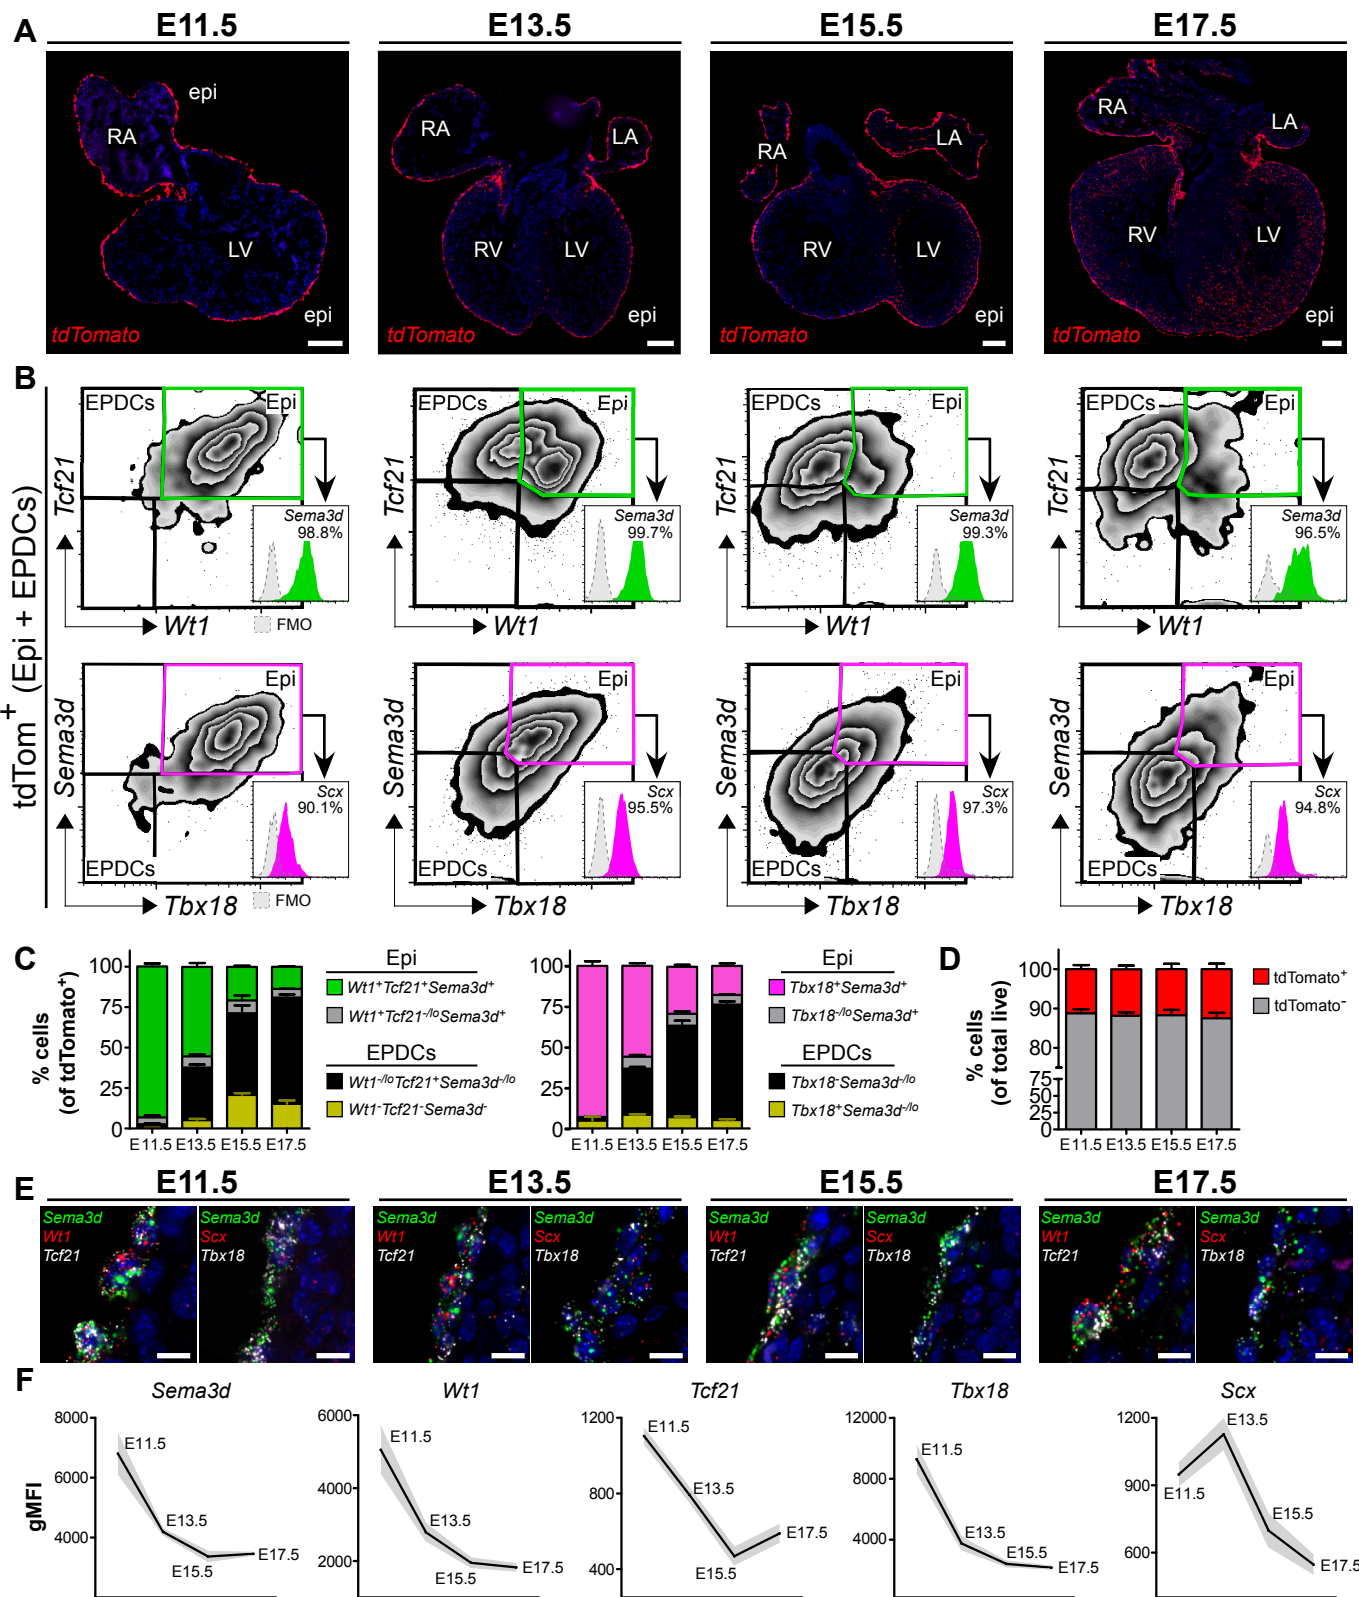 A
E11.5
E13.5
E15.5
E17.5
epi
RA
LV
epi
tdTomato
RA
LA
RV
LV
epi
tdTomato
RA
LA
RV
LV
epi
tdTomato
RA
LA
RV
LV
epi
tdTomato
B
tdTom+ (Epi + EPDCs)
EPDCs
Epi
Tcf21
Sema3d
98.8%
Wt1
FMO
EPDCs
Epi
Tcf21
Sema3d
99.7%
Wt1
EPDCs
Epi
Tcf21
Sema3d
99.3%
Wt1
EPDCs
Epi
Tcf21
Sema3d
96.5%
Wt1
Epi
Sema3d
Scx
90.1%
EPDCs
Tbx18
FMO
Epi
Sema3d
Scx
95.5%
EPDCs
Tbx18
Epi
Sema3d
Scx
97.3%
EPDCs
Tbx18
Epi
Sema3d
Scx
94.8%
EPDCs
Tbx18
C
% cells
(of tdTomato+)
100
75
50
25
0
E11.5 E13.5 E15.5 E17.5
Epi
Wt1+Tcf21+Sema3d+
Wt1+Tcf21-/loSema3d+
EPDCs
Wt1-/loTcf21+Sema3d-/lo
Wt1-Tcf21-Sema3d-
100
75
50
25
0
E11.5 E13.5 E15.5 E17.5
Epi
Tbx18+Sema3d+
Tbx18-/loSema3d+
EPDCs
Tbx18-Sema3d-/lo
Tbx18+Sema3d-/lo
D
% cells
(of total live)
100
90
80
75
50
25
0
E11.5 E13.5 E15.5 E17.5
tdTomato+
tdTomato-
E
E11.5
E13.5
E15.5
E17.5
Sema3d
Wt1
Tcf21
Sema3d
Scx
Tbx18
Sema3d
Wt1
Tcf21
Sema3d
Scx
Tbx18
Sema3d
Wt1
Tcf21
Sema3d
Scx
Tbx18
Sema3d
Wt1
Tcf21
Sema3d
Scx
Tbx18
F
gMFI
Sema3d
8000
6000
4000
E11.5
E13.5
E15.5
E17.5
Wt1
6000
4000
2000
E11.5
E13.5
E15.5
E17.5
Tcf21
1200
800
400
E11.5
E13.5
E15.5
E17.5
Tbx18
12000
8000
4000
E11.5
E13.5
E15.5
E17.5
Scx
1200
900
600
E11.5
E13.5
E15.5
E17.5